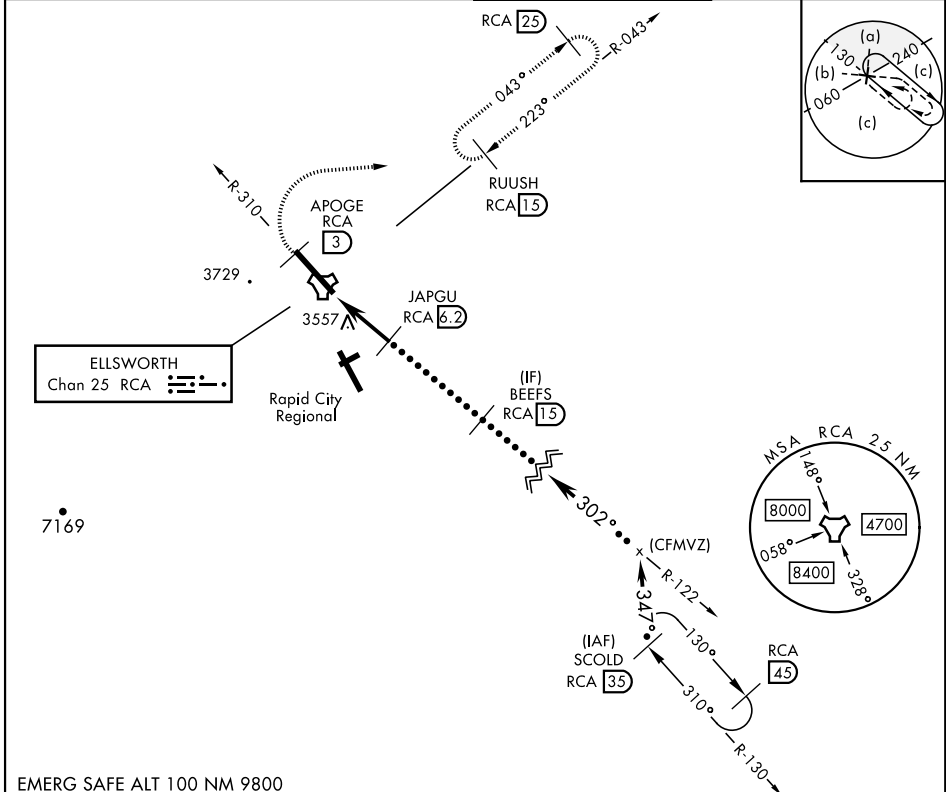 RCA 25
R-043
043°
223°
RUUSH
RCA 15
(a)
130
240
(b)
(c)
060
(c)
R-310
APOGE
RCA
3
3729
3557
JAPGU
RCA 6.2
ELLSWORTH
Chan 25 RCA
Rapid City
Regional
(IF)
BEEFS
RCA 15
302°
7169
(CFMVZ)
R-122
347°
130°
(IAF)
SCOLD
RCA 35
310°
RCA
45
R-130
MSA RCA 25 NM
148°
8000
4700
058°
8400
328°
EMERG SAFE ALT 100 NM 9800